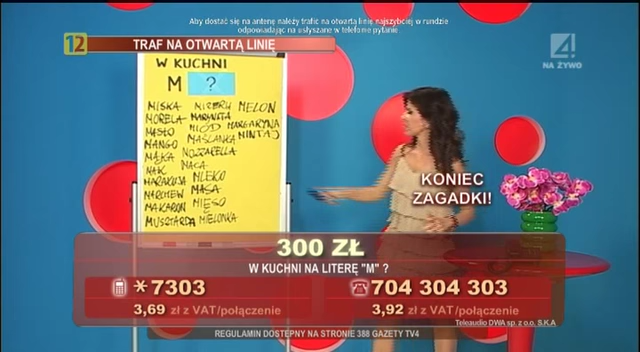 Aby dostać się na antenę należy trafić na otwartą linię najszybciej w rundzie
odpowiadając na usłyszane w telefonie pytanie
12
TRAF NA OTWARTĄ LINIĘ
4
NA ŻYWO
W KUCHNI
M ?
MISKA
MORELA
MASŁO
MANGO
MĄKA
MAK
MARAKUJA
MARCHEW
MAKARON
MUSZTARDA
MARYNATA
MIÓD
MAŚLANKA
MOZZARELLA
MACA
MLEKO
MASA
MIĘSO
MIELONKA
MELON
MARGARYNA
MINTAJ
KONIEC
ZAGADKI!
300 ZŁ
W KUCHNI NA LITERĘ "M" ?
*7303
704 304 303
3,69 zł z VAT/połączenie
3,92 zł z VAT/połączenie
Teleaudio DWA sp. z o.o. S.K.A
REGULAMIN DOSTĘPNY NA STRONIE 388 GAZETY TV4